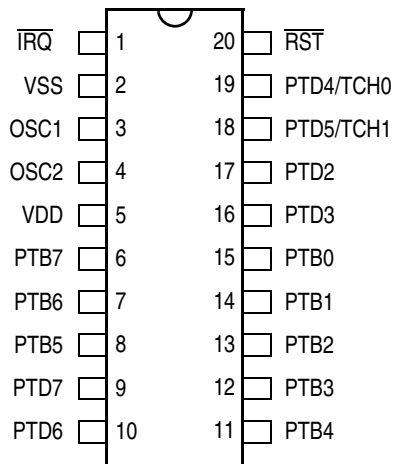 IRQ 1 20 RST
VSS 2 19 PTD4/TCH0
OSC1 3 18 PTD5/TCH1
OSC2 4 17 PTD2
VDD 5 16 PTD3
PTB7 6 15 PTB0
PTB6 7 14 PTB1
PTB5 8 13 PTB2
PTD7 9 12 PTB3
PTD6 10 11 PTB4